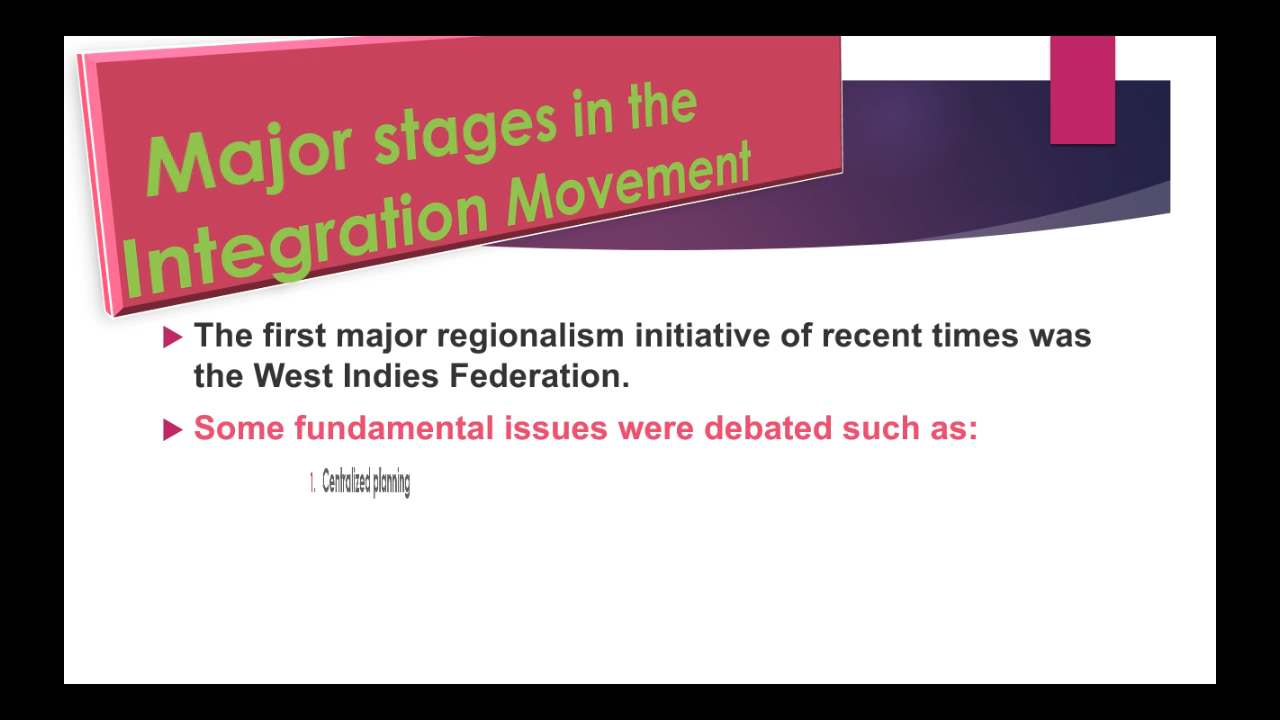 Major stages in the
Integration Movement
The first major regionalism initiative of recent times was
the West Indies Federation.
Some fundamental issues were debated such as:
1. Centralized planning